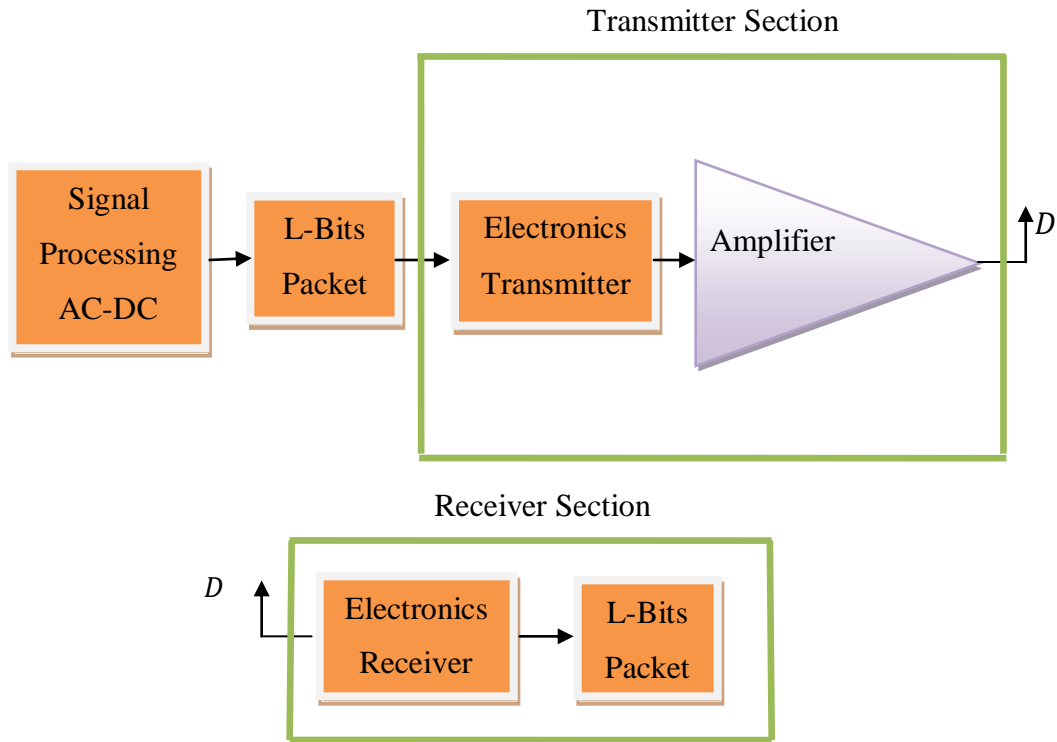 Transmitter Section
Signal
Processing
AC-DC
L-Bits
Packet
Electronics
Transmitter
Amplifier
D
Receiver Section
D
Electronics
Receiver
L-Bits
Packet